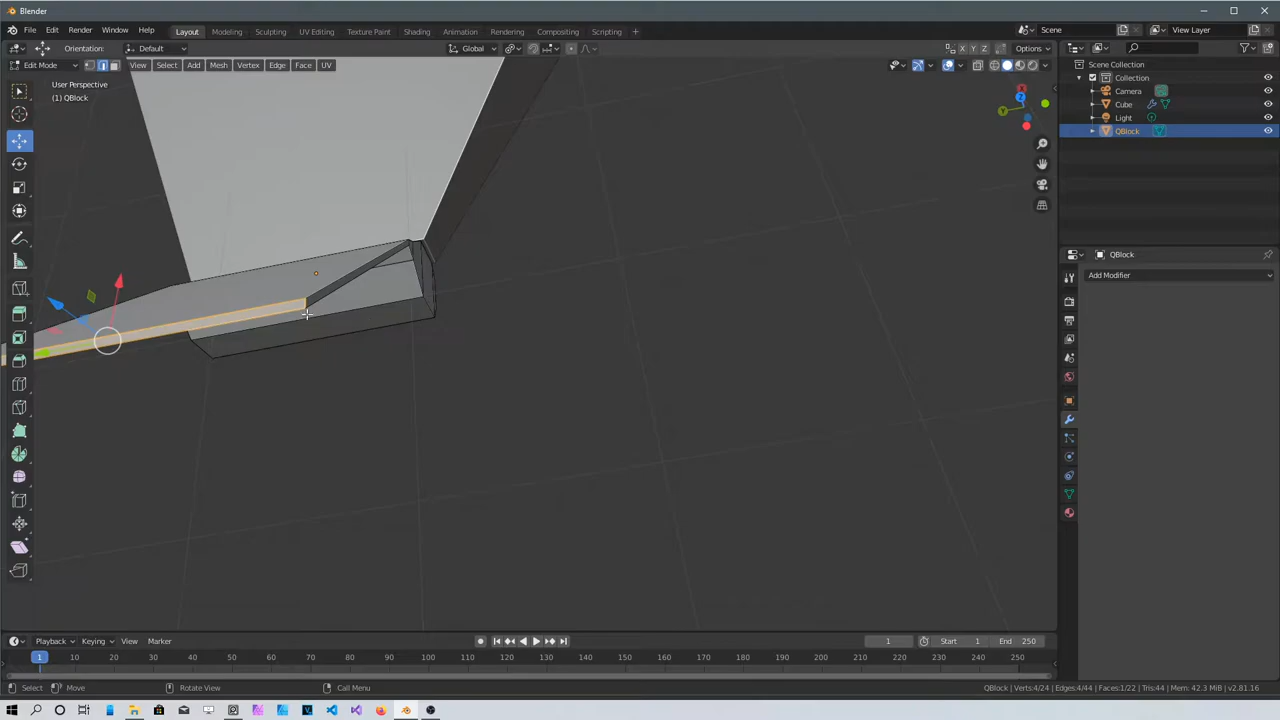 Blender
File Edit Render Window Help Layout Modeling Sculpting UV Editing Texture Paint Shading Animation Rendering Compositing Scripting + Scene View Layer
Orientation: Default Global X Y Z Options
Edit Mode View Select Add Mesh Vertex Edge Face UV
User Perspective
(1) QBlock
Scene Collection
Collection
Camera
Cube
Light
QBlock
QBlock
Add Modifier
Playback Keying View Marker 1 Start 1 End 250
1 10 20 30 40 50 60 70 80 90 100 110 120 130 140 150 160 170 180 190 200 210 220 230 240 250
Select Move Rotate View Call Menu QBlock | Verts:4/24 | Edges:4/44 | Faces:1/22 | Tris:44 | Mem: 42.3 MiB | v2.81.16